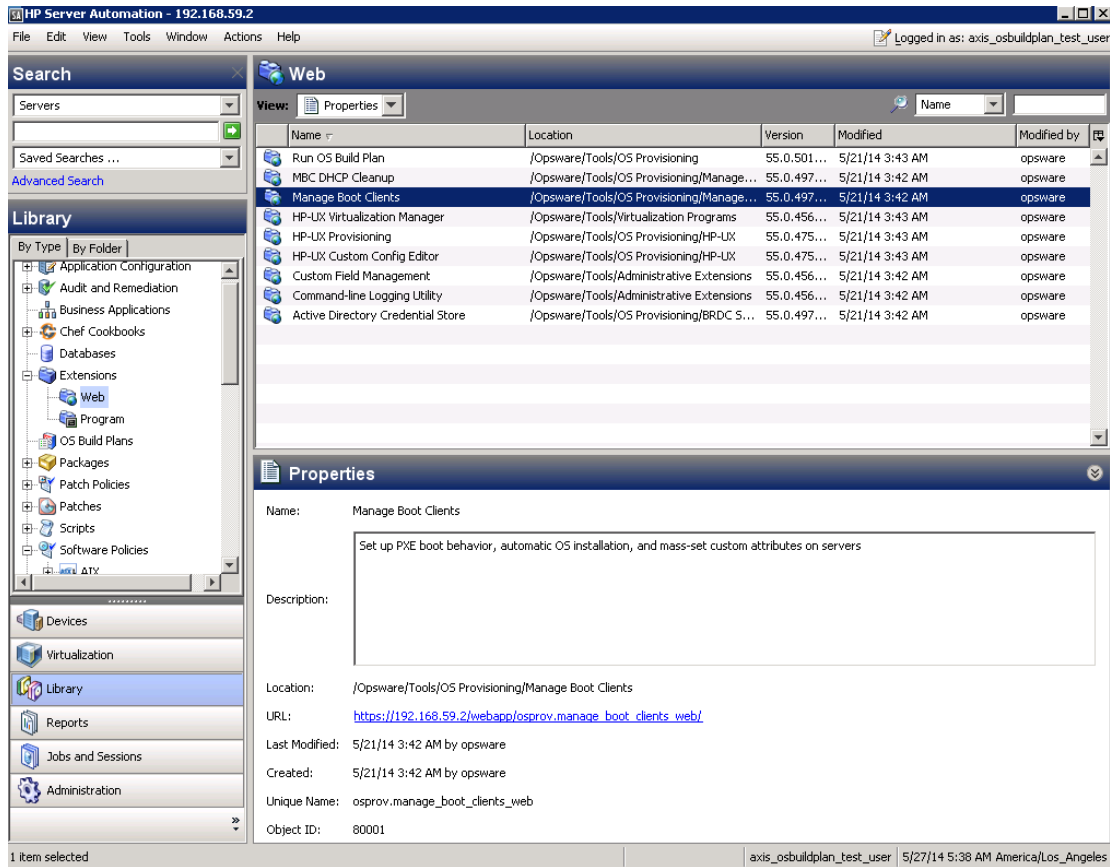 HP Server Automation - 192.168.59.2
File Edit View Tools Window Actions Help
Logged in as: axis_osbuildplan_test_user
Search
Servers
Saved Searches ...
Advanced Search
Library
By Type By Folder
Application Configuration
Audit and Remediation
Business Applications
Chef Cookbooks
Databases
Extensions
Web
Program
OS Build Plans
Packages
Patch Policies
Patches
Scripts
Software Policies
AIX
Devices
Virtualization
Library
Reports
Jobs and Sessions
Administration
Web
View: Properties Name
Name Location Version Modified Modified by
Run OS Build Plan /Opsware/Tools/OS Provisioning 55.0.501... 5/21/14 3:43 AM opsware
MBC DHCP Cleanup /Opsware/Tools/OS Provisioning/Manage... 55.0.497... 5/21/14 3:42 AM opsware
Manage Boot Clients /Opsware/Tools/OS Provisioning/Manage... 55.0.497... 5/21/14 3:42 AM opsware
HP-UX Virtualization Manager /Opsware/Tools/Virtualization Programs 55.0.456... 5/21/14 3:43 AM opsware
HP-UX Provisioning /Opsware/Tools/OS Provisioning/HP-UX 55.0.475... 5/21/14 3:43 AM opsware
HP-UX Custom Config Editor /Opsware/Tools/OS Provisioning/HP-UX 55.0.475... 5/21/14 3:43 AM opsware
Custom Field Management /Opsware/Tools/Administrative Extensions 55.0.456... 5/21/14 3:42 AM opsware
Command-line Logging Utility /Opsware/Tools/Administrative Extensions 55.0.456... 5/21/14 3:42 AM opsware
Active Directory Credential Store /Opsware/Tools/OS Provisioning/BRDC S... 55.0.497... 5/21/14 3:42 AM opsware
Properties
Name: Manage Boot Clients
Description: Set up PXE boot behavior, automatic OS installation, and mass-set custom attributes on servers
Location: /Opsware/Tools/OS Provisioning/Manage Boot Clients
URL: https://192.168.59.2/webapp/osprov.manage_boot_clients_web/
Last Modified: 5/21/14 3:42 AM by opsware
Created: 5/21/14 3:42 AM by opsware
Unique Name: osprov.manage_boot_clients_web
Object ID: 80001
1 item selected
axis_osbuildplan_test_user 5/27/14 5:38 AM America/Los_Angeles